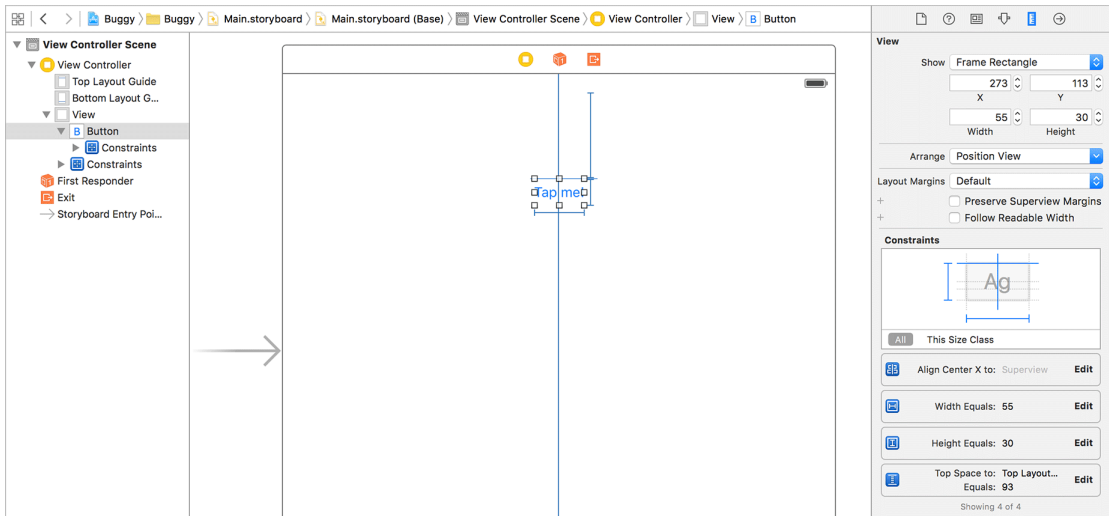 Buggy Buggy Main.storyboard Main.storyboard (Base) View Controller Scene View Controller View B Button
View Controller Scene
View Controller
Top Layout Guide
Bottom Layout G...
View
B Button
Constraints
Constraints
First Responder
Exit
Storyboard Entry Poi...
Tap me!
View
Show Frame Rectangle
273 113
X Y
55 30
Width Height
Arrange Position View
Layout Margins Default
Preserve Superview Margins
Follow Readable Width
Constraints
Ag
All This Size Class
Align Center X to: Superview Edit
Width Equals: 55 Edit
Height Equals: 30 Edit
Top Space to: Top Layout...
Equals: 93 Edit
Showing 4 of 4